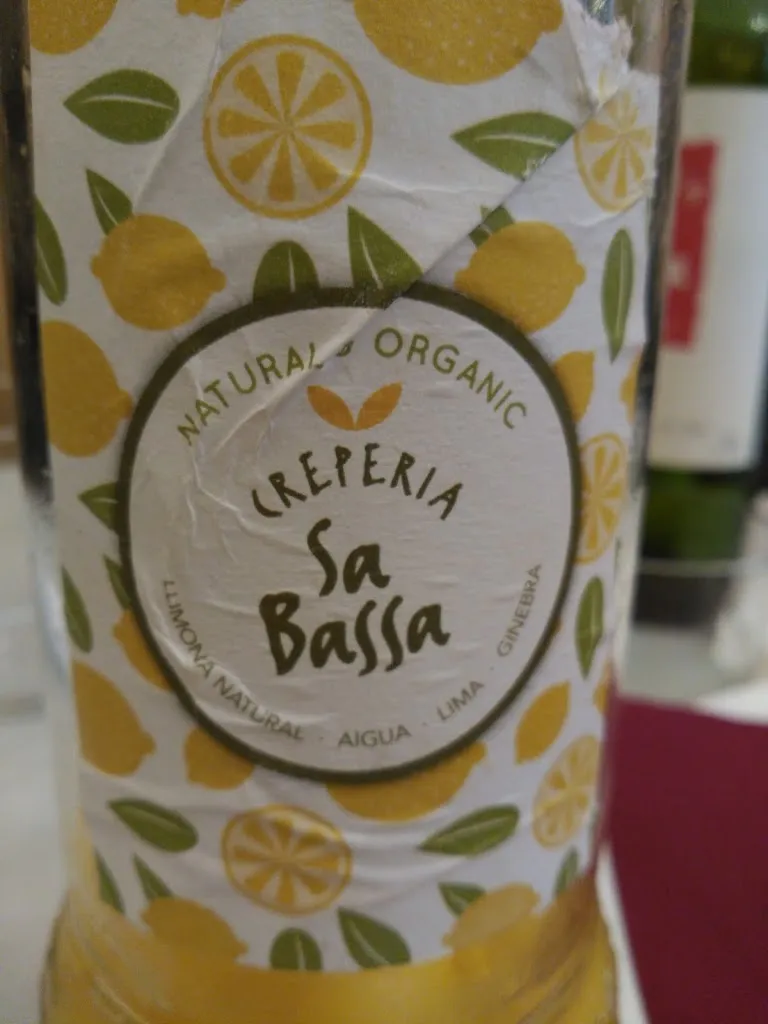 NATURAL & ORGANIC
CREPERIA
Sa
Bassa
LLIMONA NATURAL · AIGUA · LIMA · GINEBRA